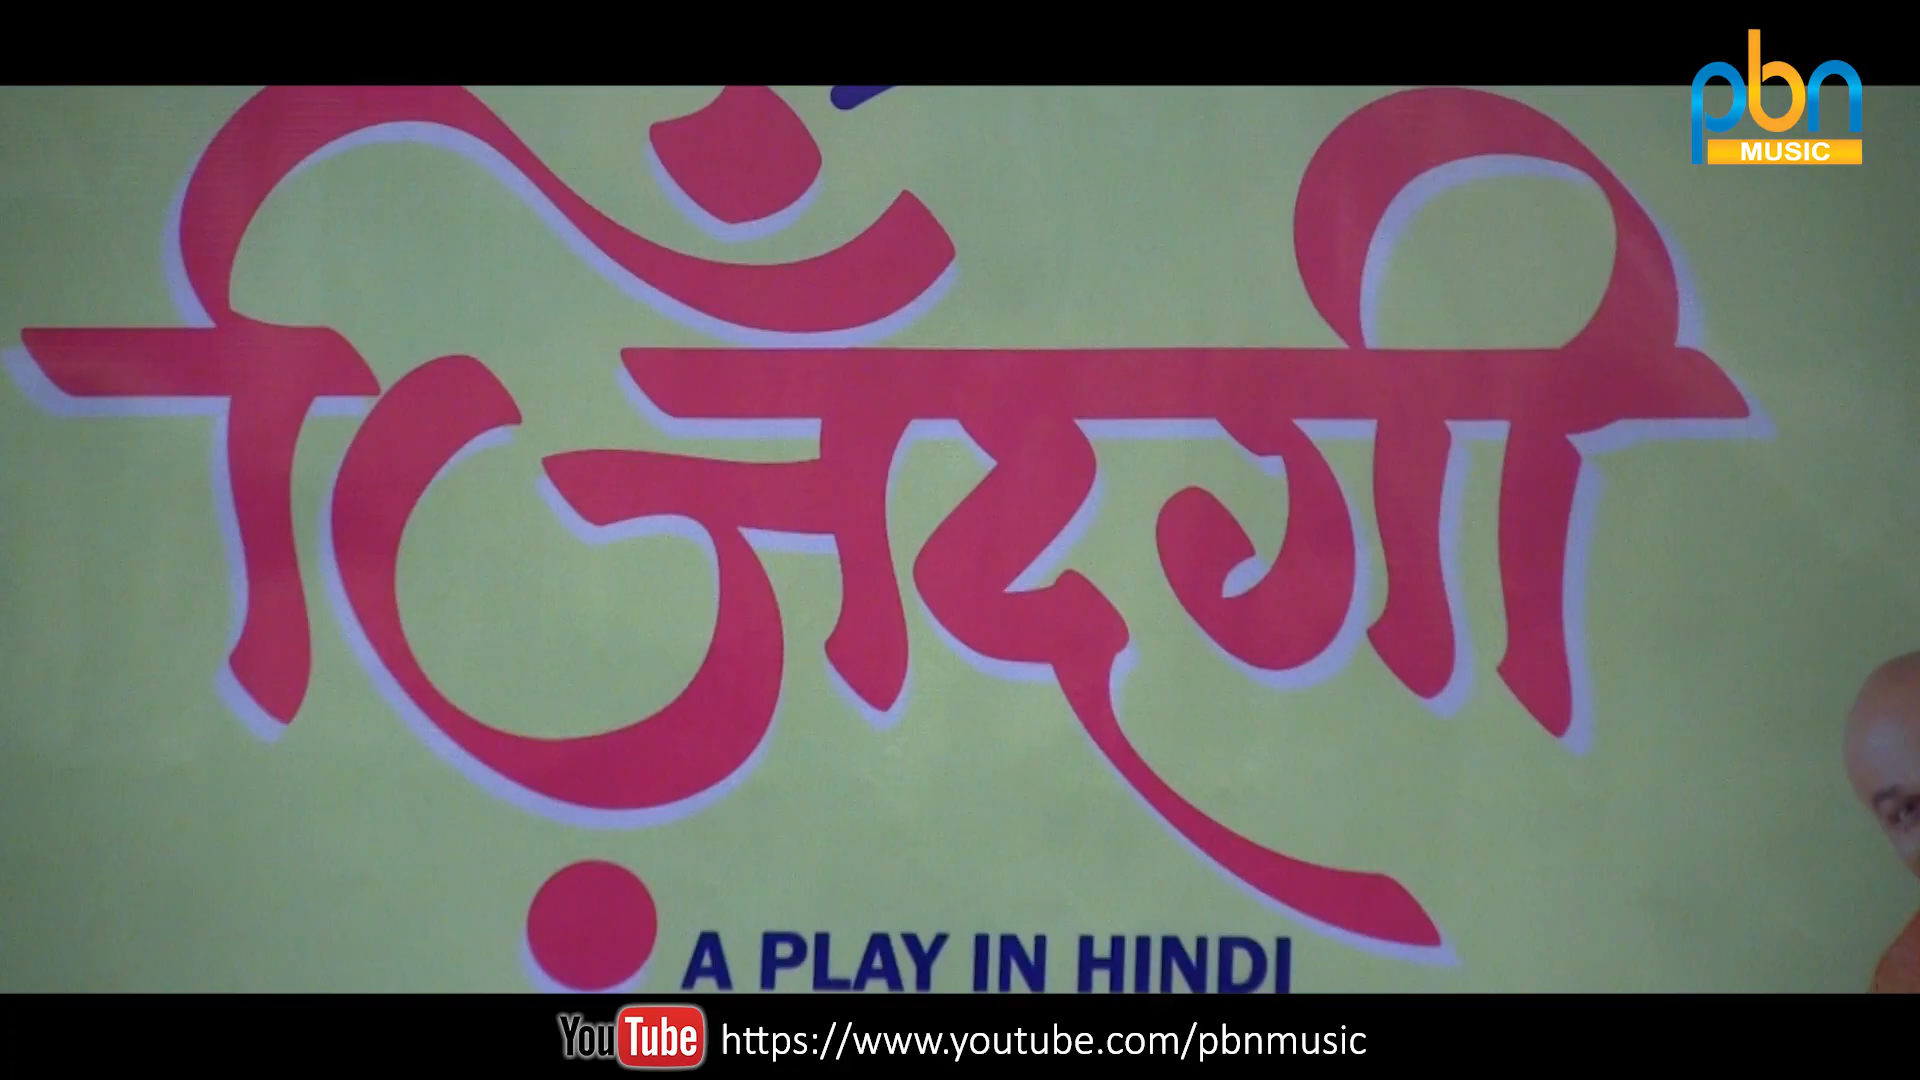 pbn
MUSIC
ज़िंदगी
A PLAY IN HINDI
YouTube https://www.youtube.com/pbnmusic